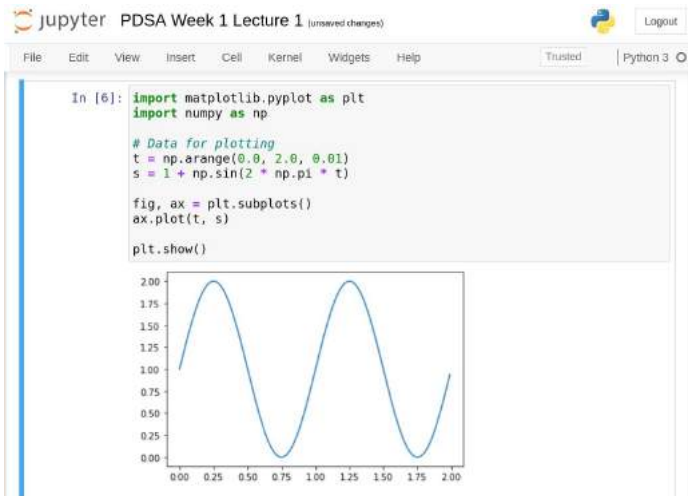 jupyter PDSA Week 1 Lecture 1 (unsaved changes)
Logout
File Edit View Insert Cell Kernel Widgets Help Trusted Python 3
In [6]: import matplotlib.pyplot as plt
import numpy as np
# Data for plotting
t = np.arange(0.0, 2.0, 0.01)
s = 1 + np.sin(2 * np.pi * t)
fig, ax = plt.subplots()
ax.plot(t, s)
plt.show()
2.00
1.75
1.50
1.25
1.00
0.75
0.50
0.25
0.00
0.00 0.25 0.50 0.75 1.00 1.25 1.50 1.75 2.00